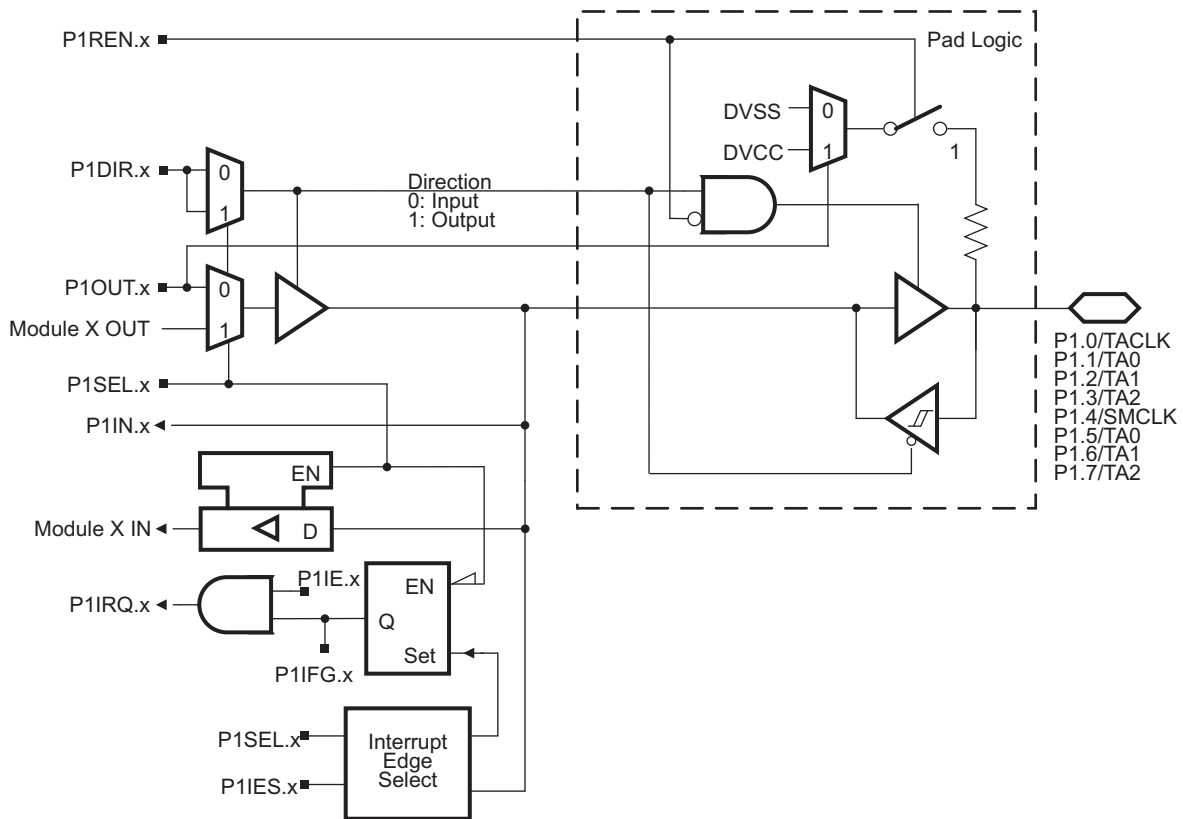 P1REN.x
Pad Logic
DVSS
0
DVCC
1
1
P1DIR.x
0
1
Direction
0: Input
1: Output
P1OUT.x
0
Module X OUT
1
P1SEL.x
P1IN.x
EN
Module X IN
D
P1IE.x
EN
P1IRQ.x
Q
Set
P1IFG.x
P1SEL.x
P1IES.x
Interrupt
Edge
Select
P1.0/TACLK
P1.1/TA0
P1.2/TA1
P1.3/TA2
P1.4/SMCLK
P1.5/TA0
P1.6/TA1
P1.7/TA2